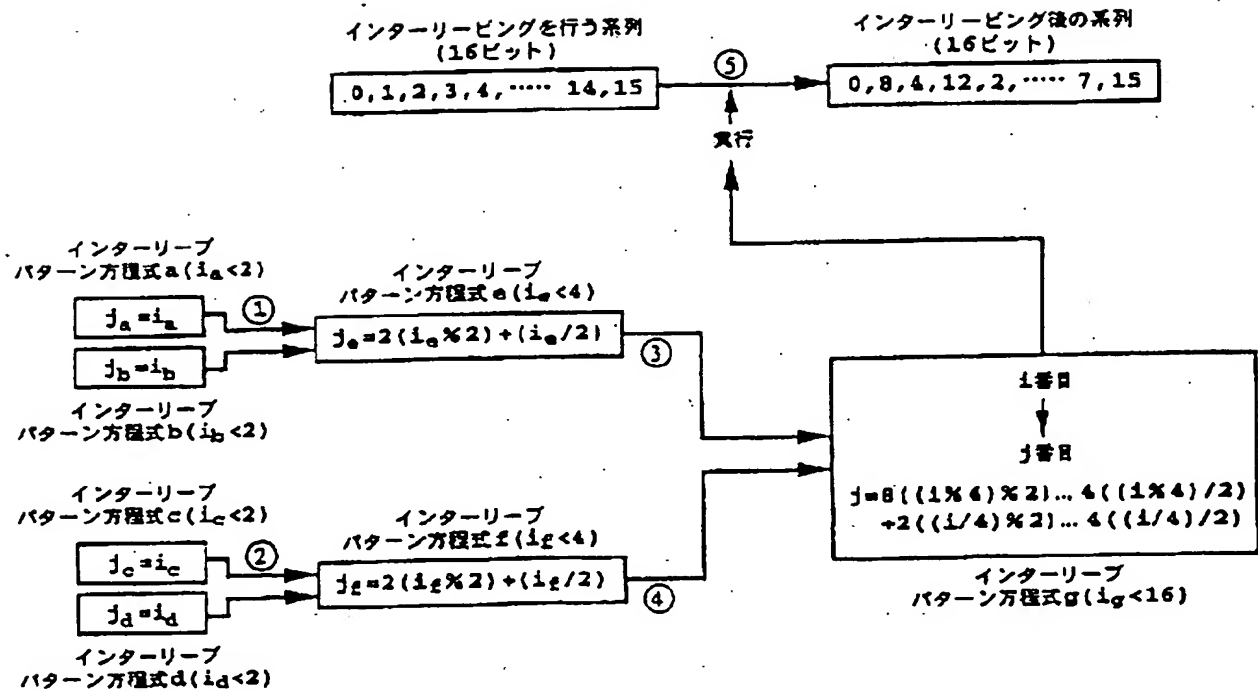 インターリービングを行う系列
(16ビット)
0,1,2,3,4,····· 14,15
⑤
インターリービング後の系列
(16ビット)
0,8,4,12,2,····· 7,15
実行
インターリーブ
パターン方程式a(ia<2)
ja=ia
①
jb=ib
インターリーブ
パターン方程式b(ib<2)
インターリーブ
パターン方程式e(ie<4)
je=2(ie%2)+(ie/2)
③
インターリーブ
パターン方程式c(ic<2)
jc=ic
②
jd=id
インターリーブ
パターン方程式d(id<2)
インターリーブ
パターン方程式f(if<4)
jf=2(if%2)+(if/2)
④
i番目
j番目
j=8((i%4)%2)...4((i%4)/2)
+2((i/4)%2)...4((i/4)/2)
インターリーブ
パターン方程式g(ig<16)